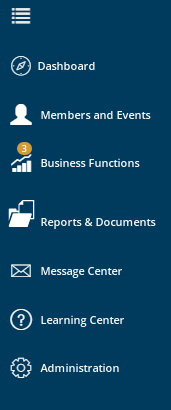 Dashboard
Members and Events
3
Business Functions
Reports & Documents
Message Center
Learning Center
Administration